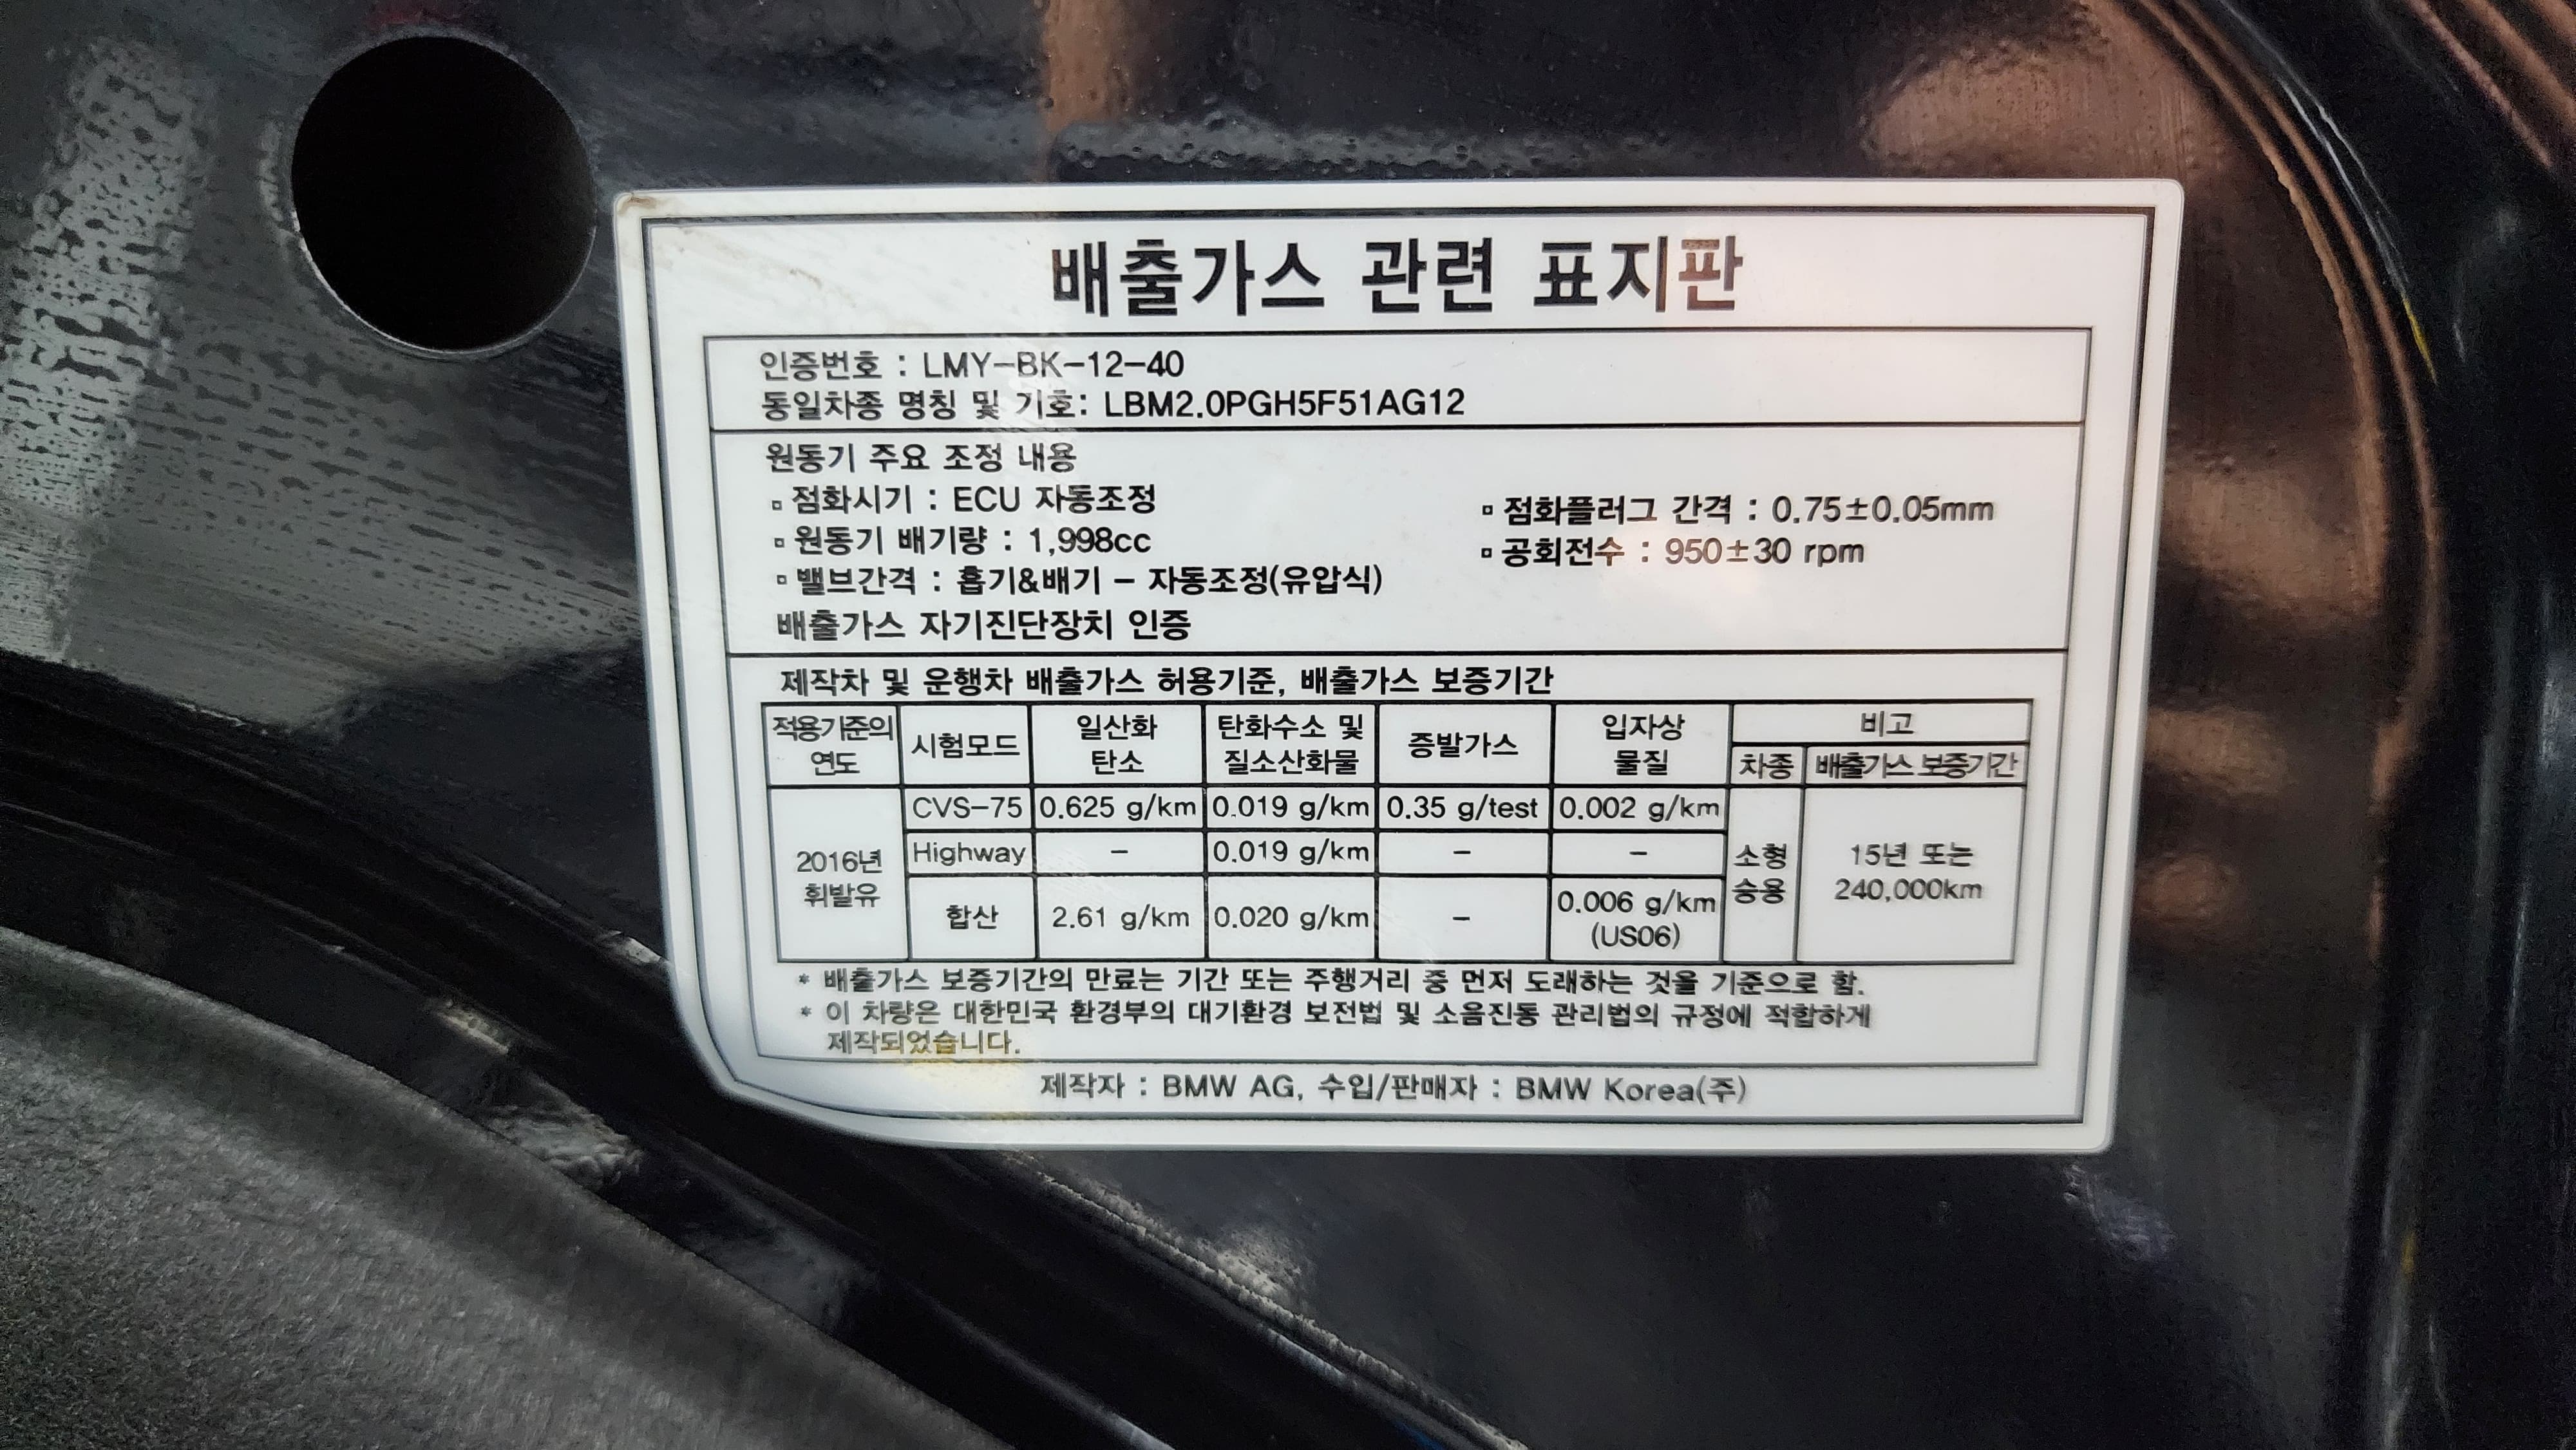 배출가스 관련 표지판
인증번호 : LMY-BK-12-40
동일차종 명칭 및 기호: LBM2.0PGH5F51AG12
원동기 주요 조정 내용
▫ 점화시기 : ECU 자동조정
▫ 점화플러그 간격 : 0.75±0.05mm
▫ 원동기 배기량 : 1,998cc
▫ 공회전수 : 950±30 rpm
▫ 밸브간격 : 흡기&배기 - 자동조정(유압식)
배출가스 자기진단장치 인증
제작차 및 운행차 배출가스 허용기준, 배출가스 보증기간
적용기준의 연도 시험모드 일산화 탄소 탄화수소 및 질소산화물 증발가스 입자상 물질 비고
차종 배출가스 보증기간
2016년 휘발유
CVS-75 0.625 g/km 0.019 g/km 0.35 g/test 0.002 g/km
Highway - 0.019 g/km - -
합산 2.61 g/km 0.020 g/km - 0.006 g/km (US06)
소형 승용
15년 또는 240,000km
* 배출가스 보증기간의 만료는 기간 또는 주행거리 중 먼저 도래하는 것을 기준으로 함.
* 이 차량은 대한민국 환경부의 대기환경 보전법 및 소음진동 관리법의 규정에 적합하게
제작되었습니다.
제작자 : BMW AG, 수입/판매자 : BMW Korea(주)